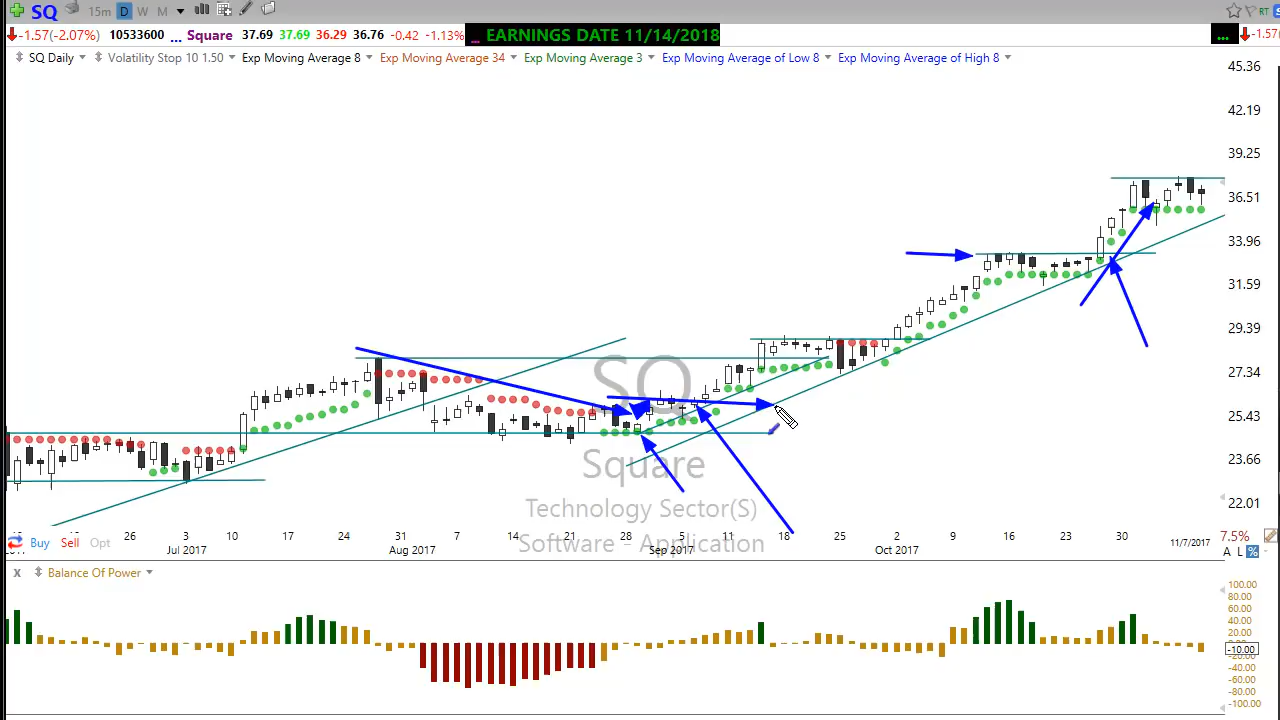 SQ 15m D W M RT
-1.57(-2.07%) 10533600 ... Square 37.69 37.69 36.29 36.76 -0.42 -1.13% ... EARNINGS DATE 11/14/2018 ... -1.57
SQ Daily Volatility Stop 10 1.50 Exp Moving Average 8 Exp Moving Average 34 Exp Moving Average 3 Exp Moving Average of Low 8 Exp Moving Average of High 8
45.36
42.19
39.25
36.51
33.96
31.59
29.39
27.34
25.43
23.66
22.01
SQ
Square
Technology Sector(S)
Software - Application
26 3 10 17 24 31 7 14 21 28 5 11 18 25 2 9 16 23 30 7.5%
Buy Sell Opt
Jul 2017 Aug 2017 Sep 2017 Oct 2017 11/7/2017
A L %
X Balance Of Power
100.00
80.00
60.00
40.00
20.00
-10.00
-40.00
-60.00
-80.00
-100.00